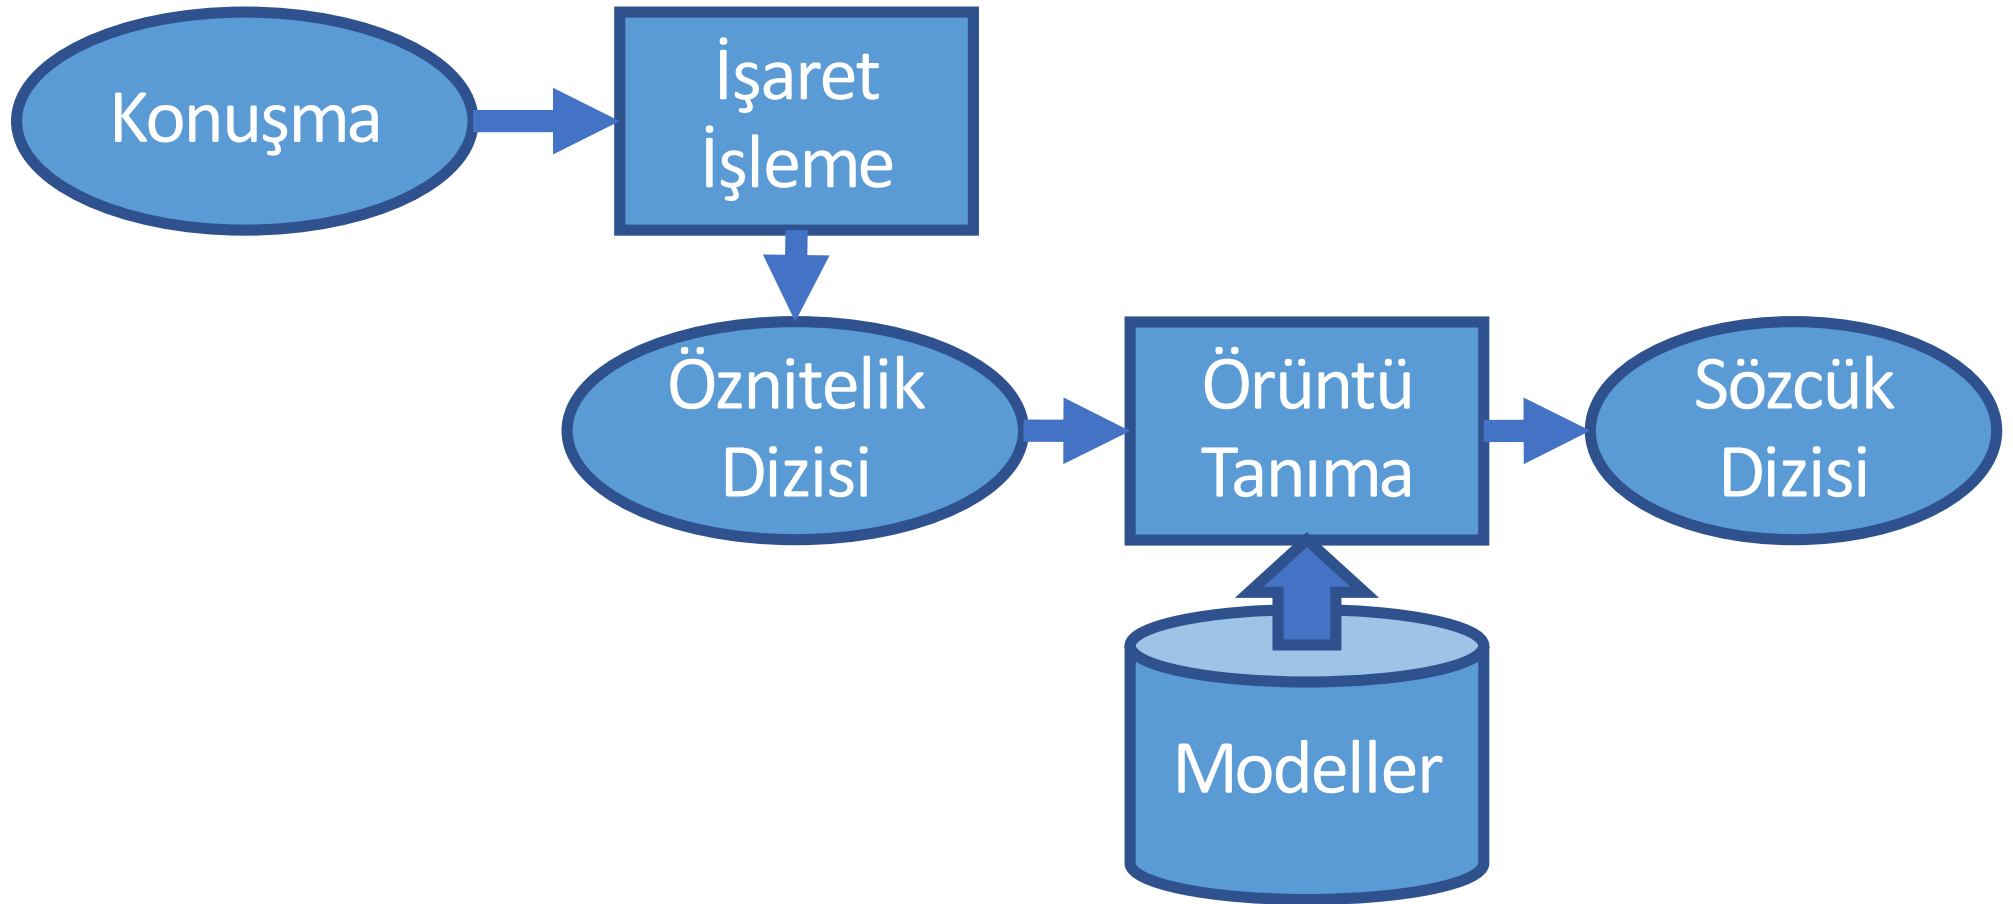 Konuşma
İşaret
İşleme
Öznitelik
Dizisi
Örüntü
Tanıma
Sözcük
Dizisi
Modeller